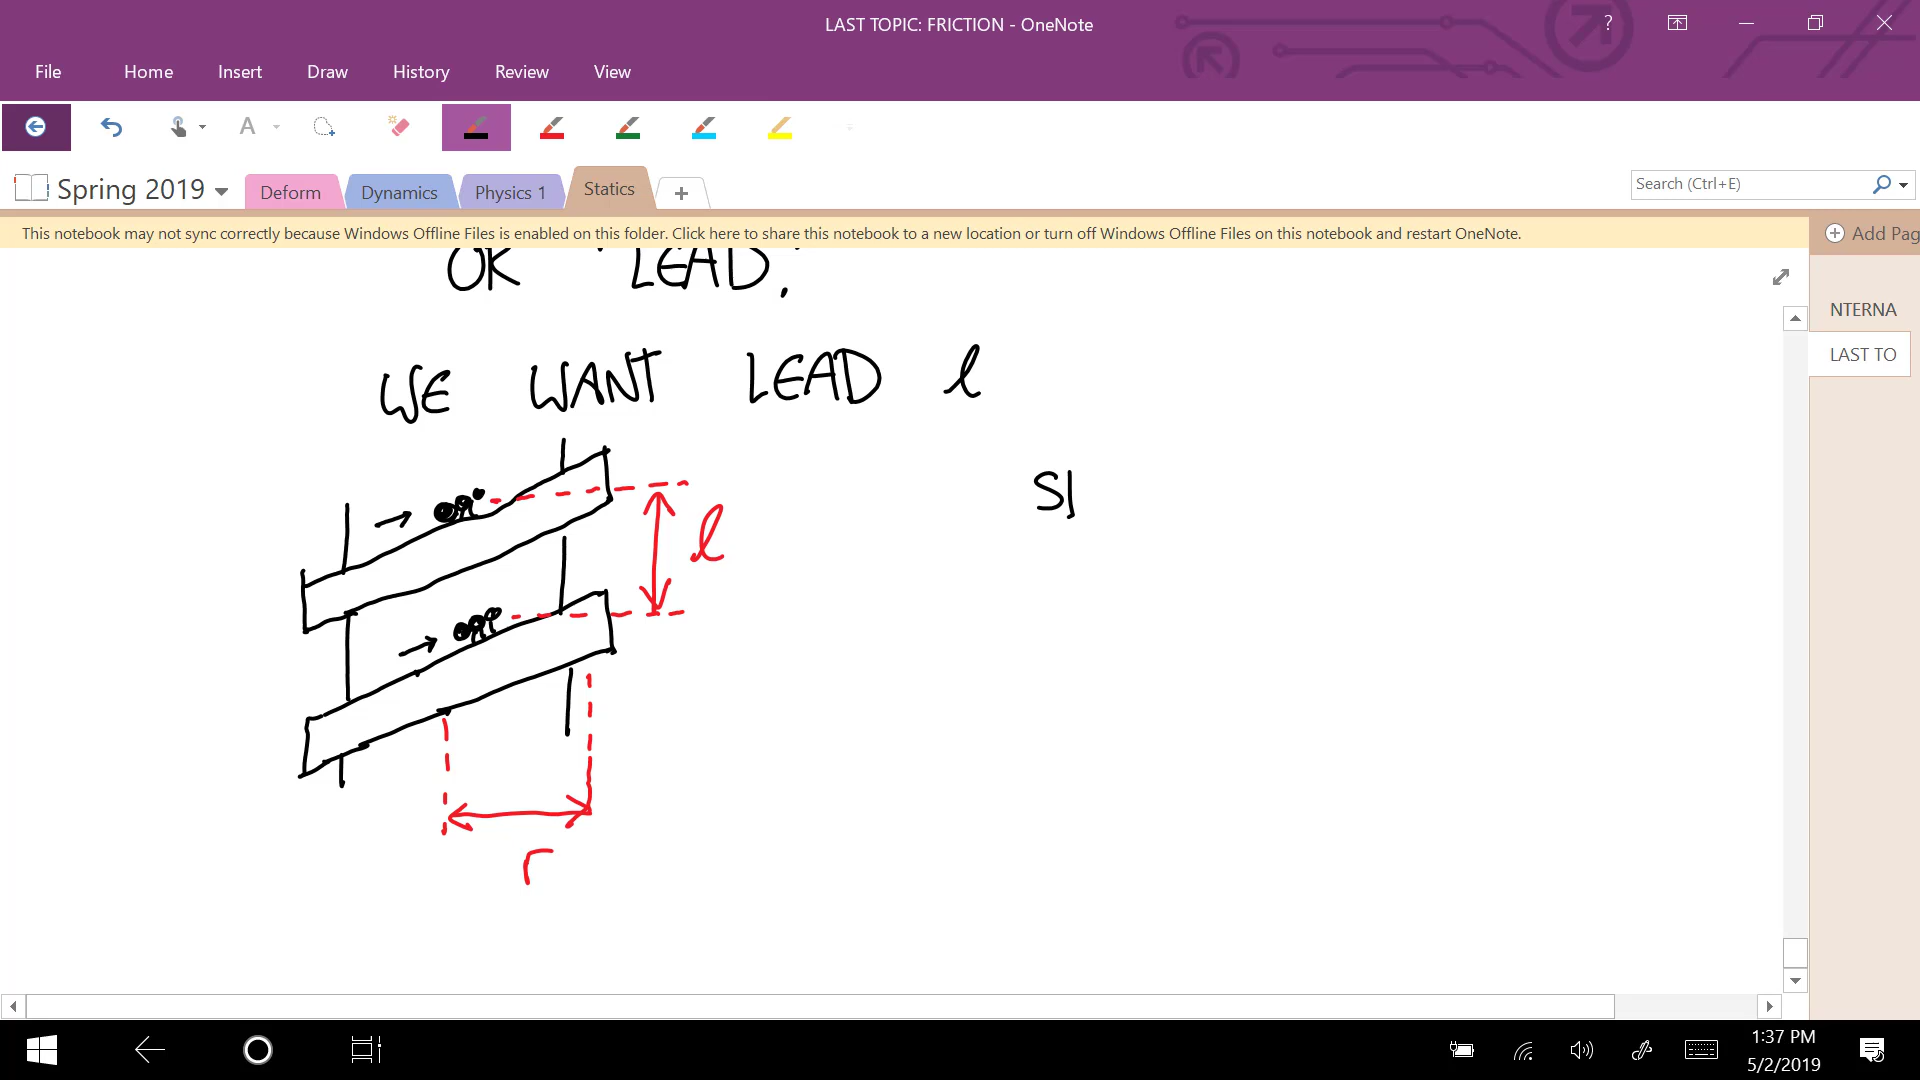 LAST TOPIC: FRICTION - OneNote
?
File Home Insert Draw History Review View
A
Spring 2019
Deform Dynamics Physics 1 Statics +
Search (Ctrl+E)
This notebook may not sync correctly because Windows Offline Files is enabled on this folder. Click here to share this notebook to a new location or turn off Windows Offline Files on this notebook and restart OneNote.
Add Pag
NTERNA
LAST TO
OR "LEAD."
WE WANT LEAD l
l
r
1:37 PM
5/2/2019